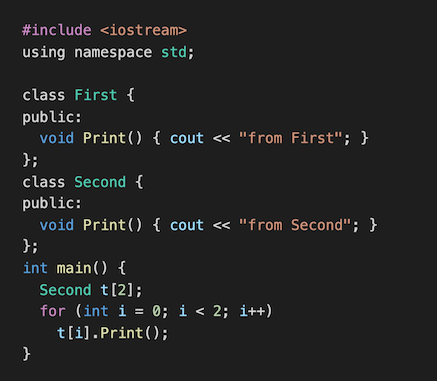 #include <iostream>
using namespace std;

class First {
public:
  void Print() { cout << "from First"; }
};
class Second {
public:
  void Print() { cout << "from Second"; }
};
int main() {
  Second t[2];
  for (int i = 0; i < 2; i++)
    t[i].Print();
}